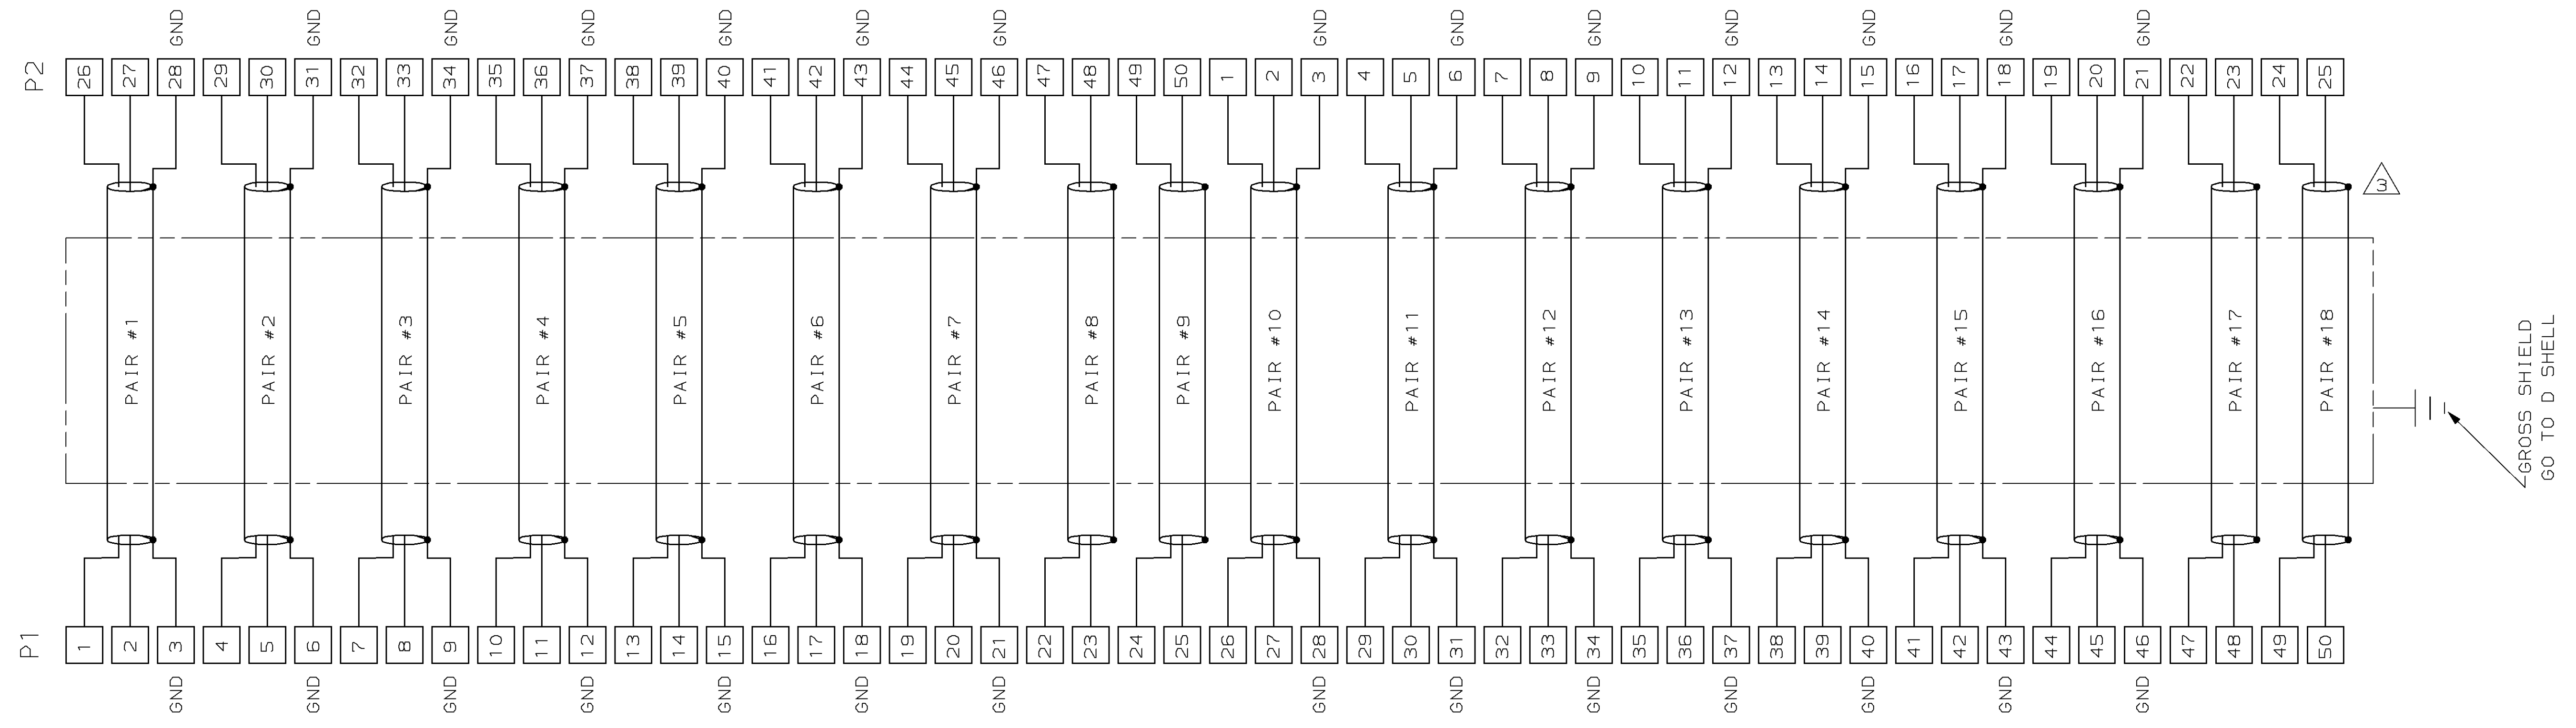 GND GND GND GND GND GND GND GND GND GND GND GND GND GND
P2 26 27 28 29 30 31 32 33 34 35 36 37 38 39 40 41 42 43 44 45 46 47 48 49 50 1 2 3 4 5 6 7 8 9 10 11 12 13 14 15 16 17 18 19 20 21 22 23 24 25
3
PAIR #1 PAIR #2 PAIR #3 PAIR #4 PAIR #5 PAIR #6 PAIR #7 PAIR #8 PAIR #9 PAIR #10 PAIR #11 PAIR #12 PAIR #13 PAIR #14 PAIR #15 PAIR #16 PAIR #17 PAIR #18
GROSS SHIELD
GO TO D SHELL
P1 1 2 3 4 5 6 7 8 9 10 11 12 13 14 15 16 17 18 19 20 21 22 23 24 25 26 27 28 29 30 31 32 33 34 35 36 37 38 39 40 41 42 43 44 45 46 47 48 49 50
GND GND GND GND GND GND GND GND GND GND GND GND GND GND